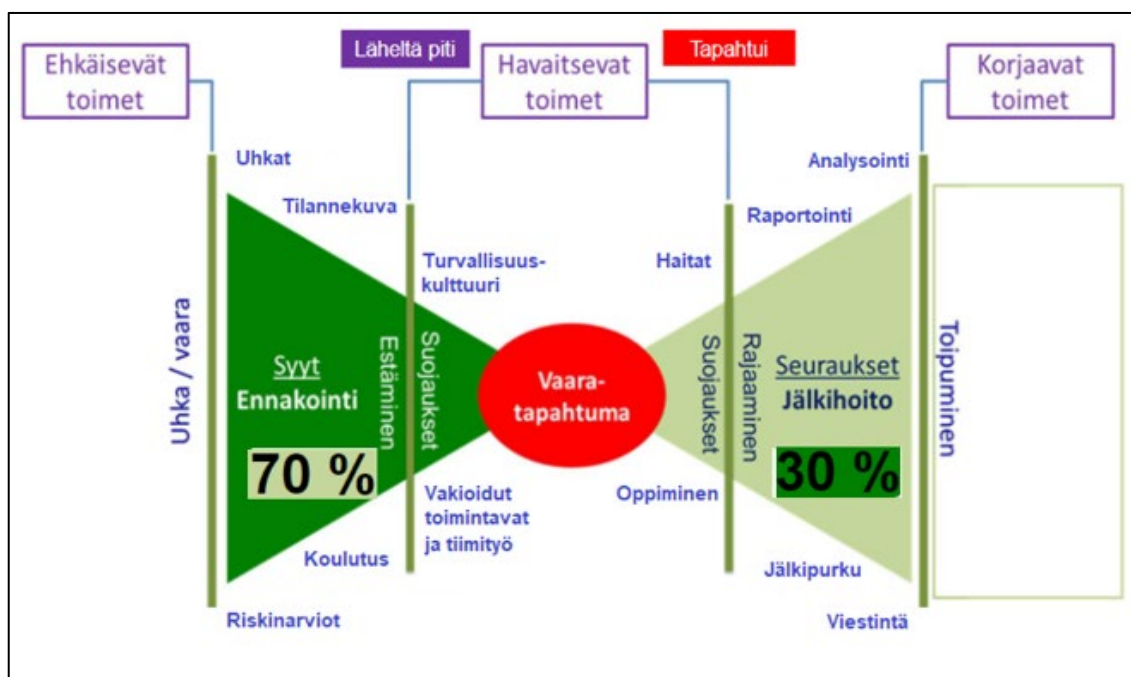 Ehkäisevät
toimet
Läheltä piti
Havaitsevat
toimet
Tapahtui
Korjaavat
toimet
Uhkat
Tilannekuva
Turvallisuus-
kulttuuri
Uhka / vaara
Syyt
Ennakointi
70 %
Estäminen
Suojaukset
Koulutus
Riskinarviot
Vakioidut
toimintavat
ja tiimityö
Vaara-
tapahtuma
Analysointi
Raportointi
Haitat
Suojaukset
Rajaaminen
Seuraukset
Jälkihoito
30 %
Oppiminen
Jälkipurku
Viestintä
Toipuminen